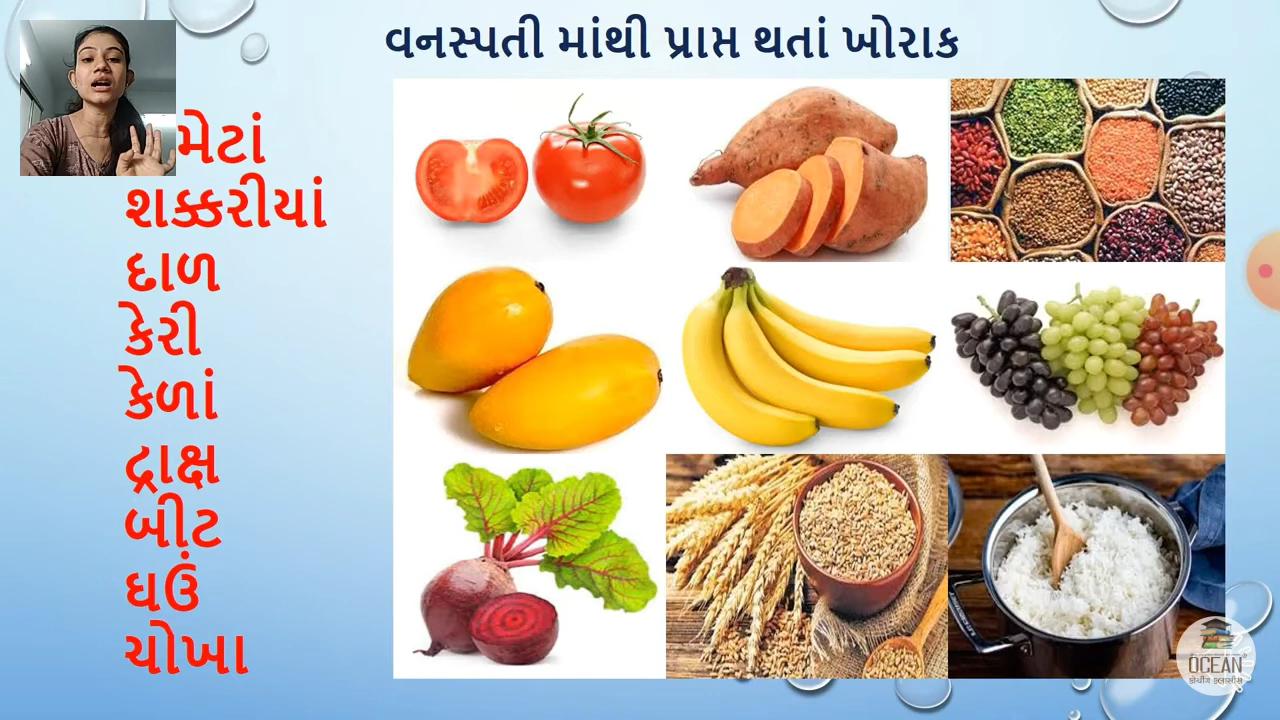 વનસ્પતી માંથી પ્રાપ્ત થતાં ખોરાક
મેટાં
શક્કરીયાં
દાળ
કેરી
કેળાં
દ્રાક્ષ
બીટ
ઘઉં
ચોખા
OCEAN
કોચીંગ ક્લાસીસ